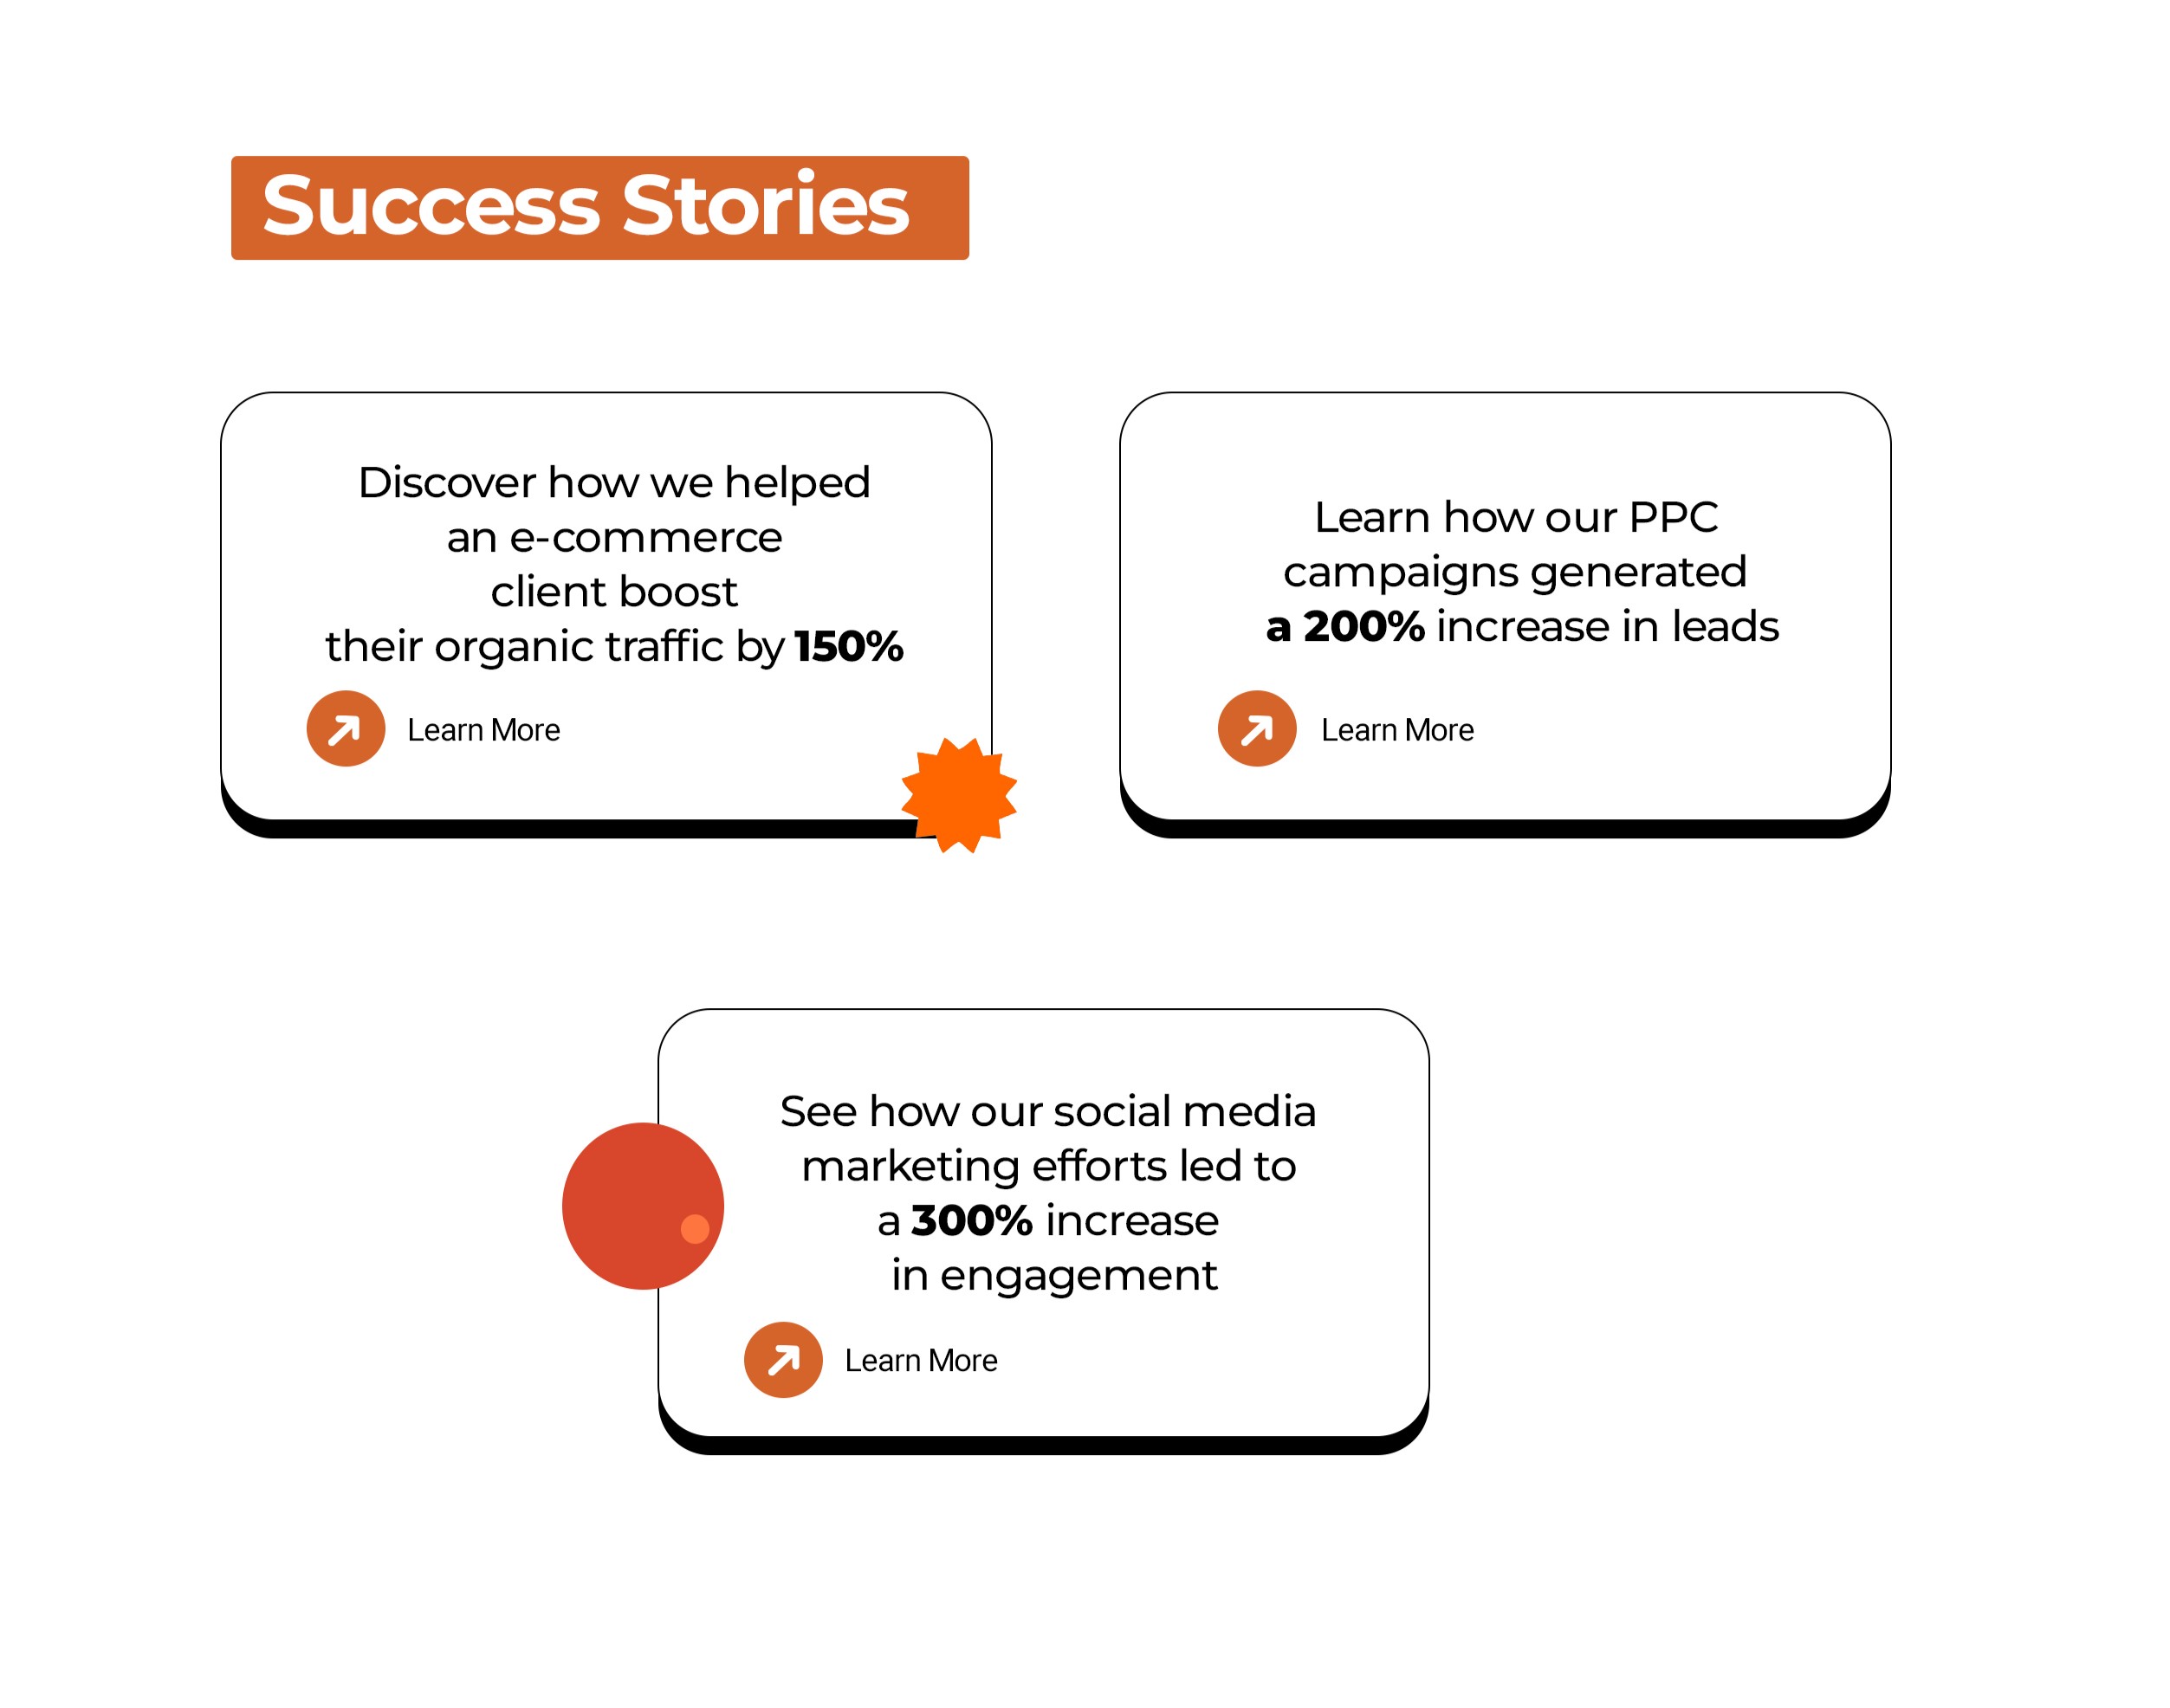 Success Stories
Discover how we helped
an e-commerce
client boost
their organic traffic by 150%
Learn More
Learn how our PPC
campaigns generated
a 200% increase in leads
Learn More
See how our social media
marketing efforts led to
a 300% increase
in engagement
Learn More